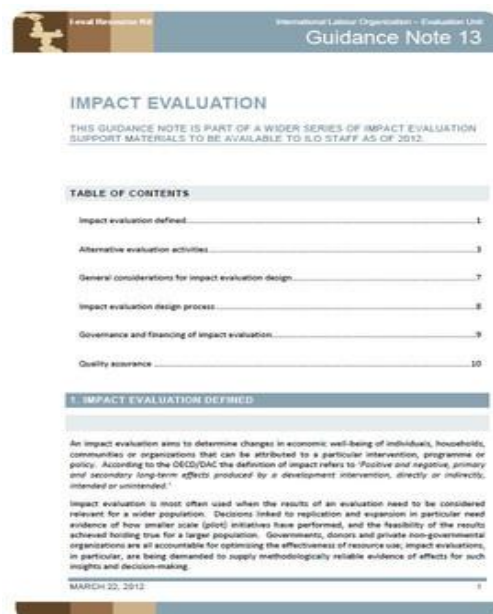 I-eval Resource Kit
International Labour Organization – Evaluation Unit
Guidance Note 13
IMPACT EVALUATION
THIS GUIDANCE NOTE IS PART OF A WIDER SERIES OF IMPACT EVALUATION
SUPPORT MATERIALS TO BE AVAILABLE TO ILO STAFF AS OF 2012.
TABLE OF CONTENTS
Impact evaluation defined 1
Alternative evaluation activities 3
General considerations for impact evaluation design 7
Impact evaluation design process 8
Governance and financing of impact evaluation 9
Quality assurance 10
1. IMPACT EVALUATION DEFINED
An impact evaluation aims to determine changes in economic well-being of individuals, households,
communities or organizations that can be attributed to a particular intervention, programme or
policy. According to the OECD/DAC the definition of impact refers to 'Positive and negative, primary
and secondary long-term effects produced by a development intervention, directly or indirectly,
intended or unintended.'
Impact evaluation is most often used when the results of an evaluation need to be considered
relevant for a wider population. Decisions linked to replication and expansion in particular need
evidence of how smaller scale (pilot) initiatives have performed, and the feasibility of the results
achieved holding true for a larger population. Governments, donors and private non-governmental
organizations are all accountable for optimising the effectiveness of resource use; impact evaluations,
in particular, are being demanded to supply methodologically reliable evidence of effects for such
insights and decision-making.
MARCH 22, 2012 1